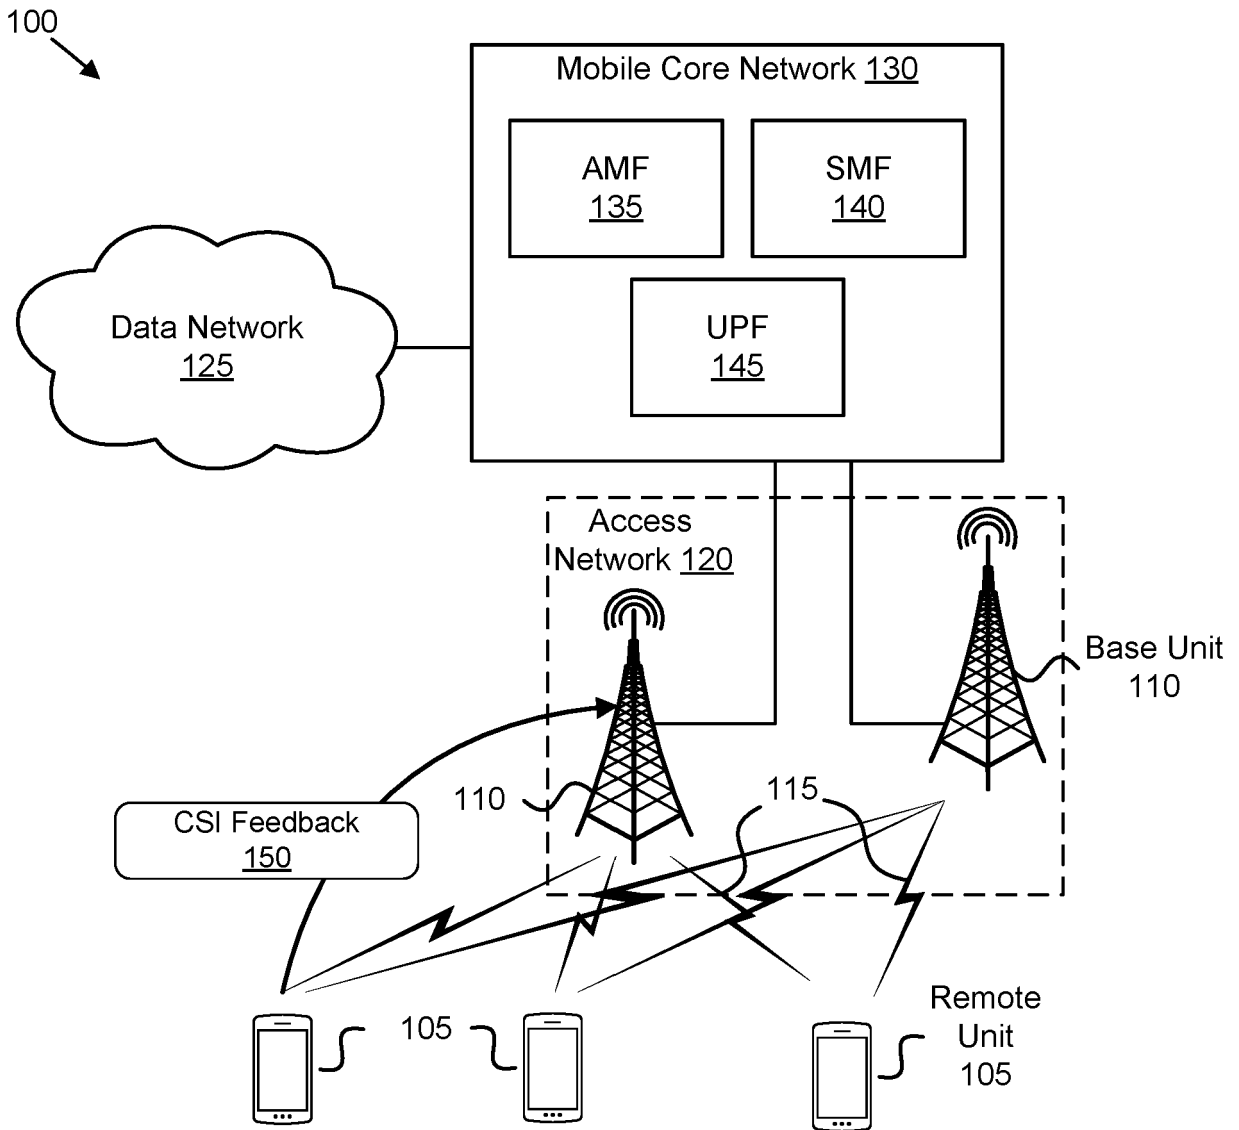 100
Mobile Core Network 130
AMF
135
SMF
140
UPF
145
Data Network
125
Access
Network 120
Base Unit
110
110
115
CSI Feedback
150
105
Remote
Unit
105